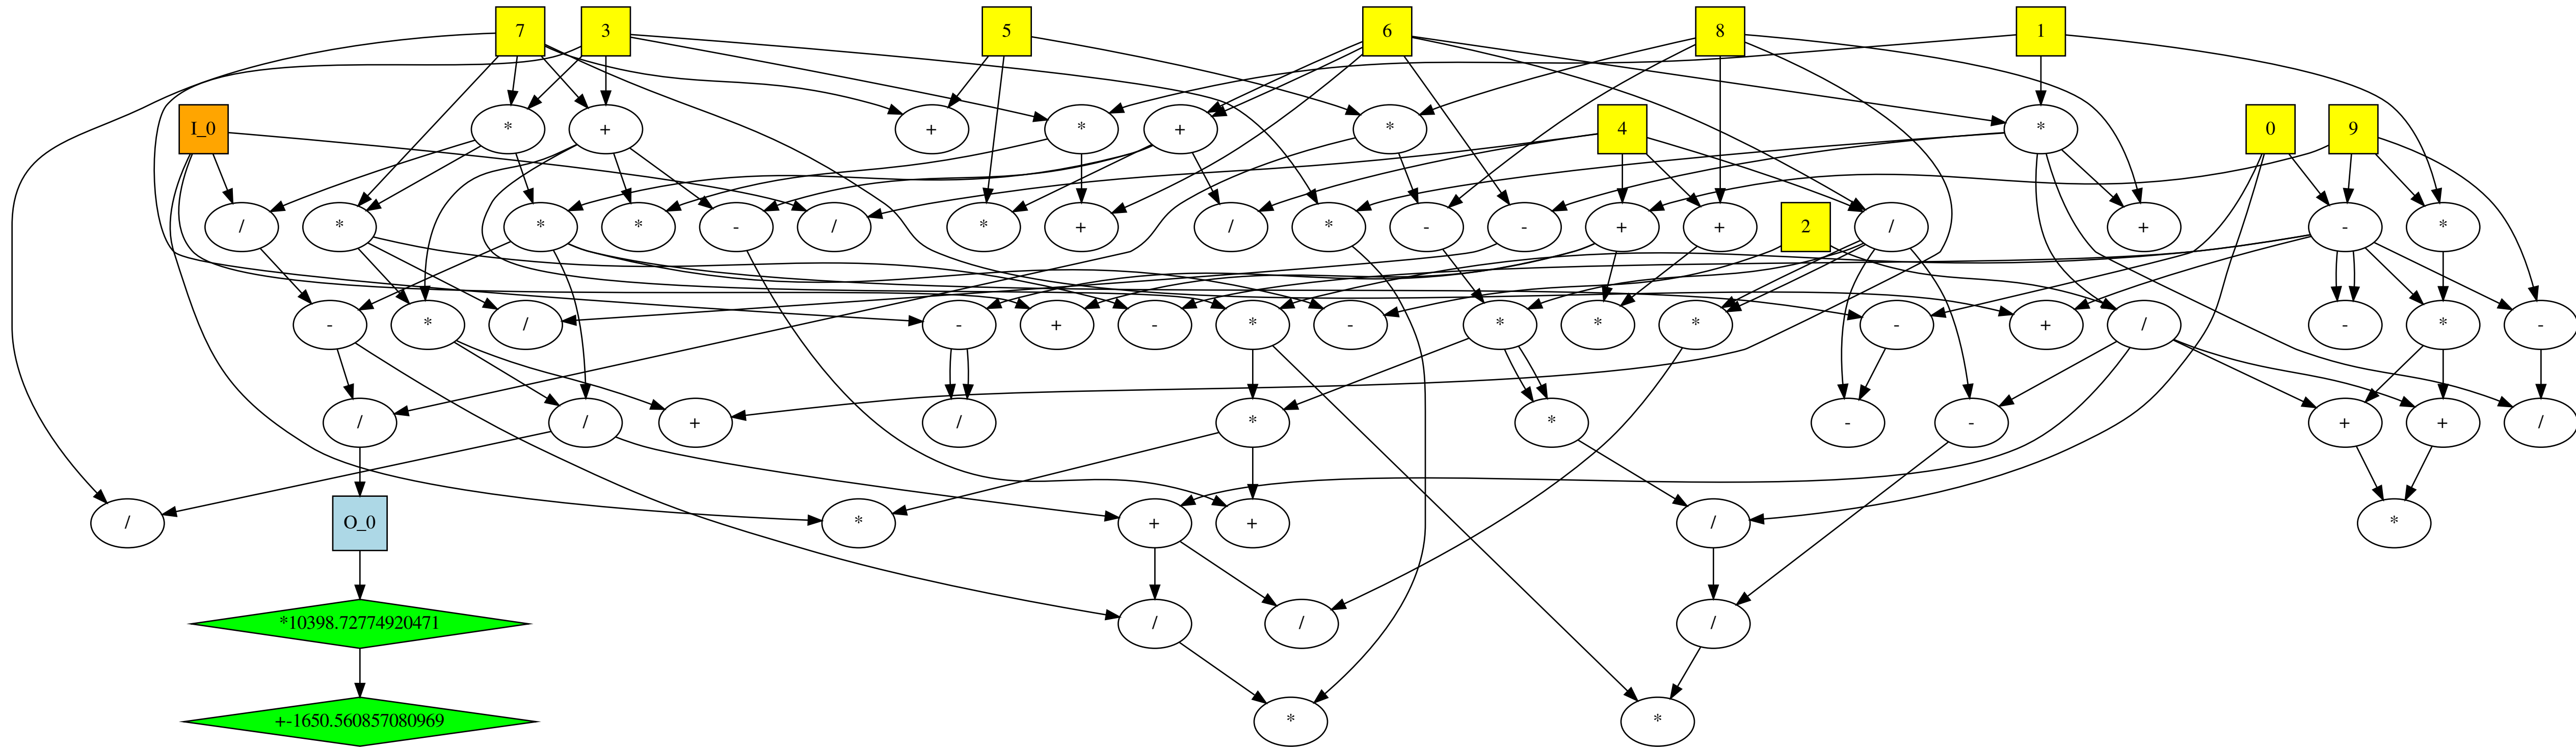 7 3 5 6 8 1
I_0 * + + * + * 4 * 0 9
/ * * * - / * + / * - - + + 2 / + - *
- * / - + - * - * * * - + / - * -
/ / + / * * - - + + /
/ O_0 * + + / *
*10398.72774920471 / / /
+-1650.560857080969 * *